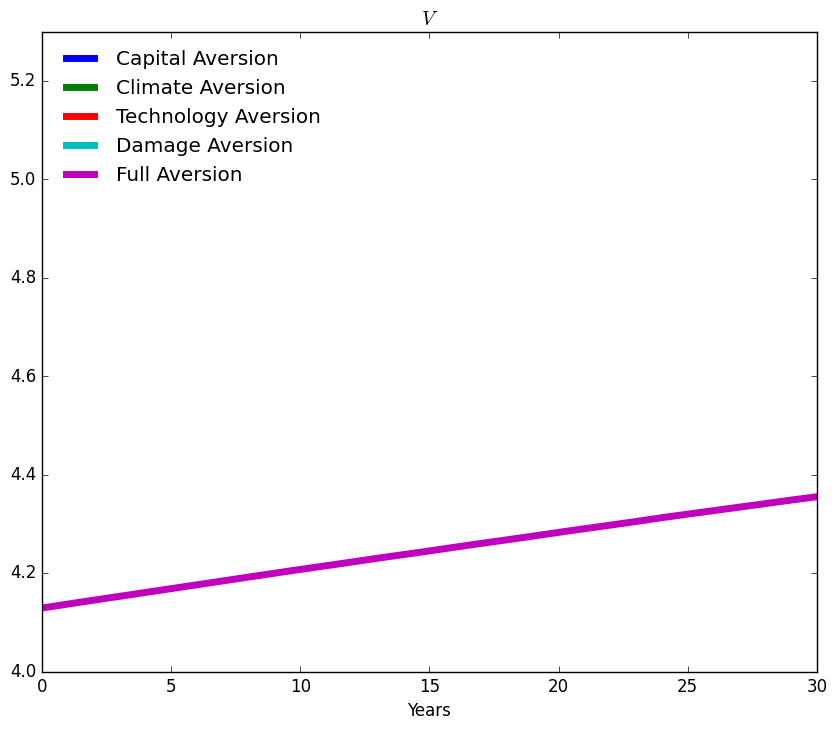 V
Capital Aversion
Climate Aversion
Technology Aversion
Damage Aversion
Full Aversion
5.2
5.0
4.8
4.6
4.4
4.2
4.0
0 5 10 15 20 25 30
Years